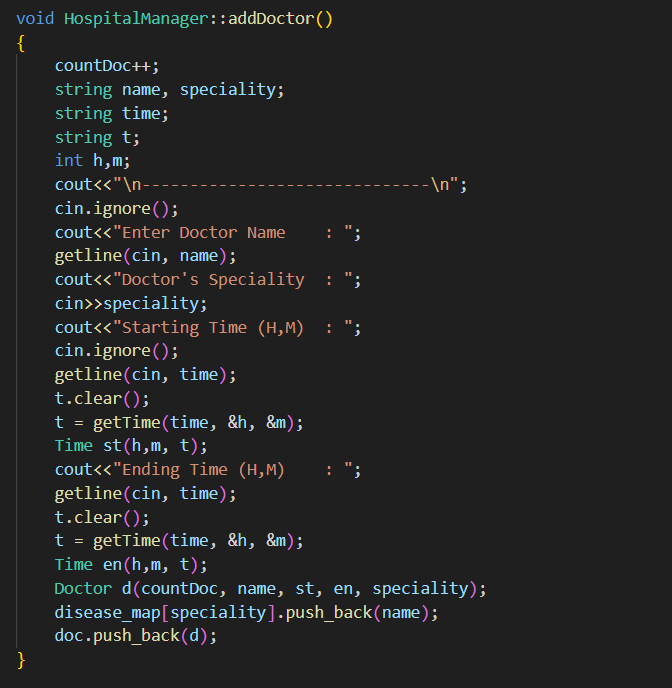 void HospitalManager::addDoctor()
{
    countDoc++;
    string name, speciality;
    string time;
    string t;
    int h,m;
    cout<<"\n------------------------------\n";
    cin.ignore();
    cout<<"Enter Doctor Name    : ";
    getline(cin, name);
    cout<<"Doctor's Speciality  : ";
    cin>>speciality;
    cout<<"Starting Time (H,M)  : ";
    cin.ignore();
    getline(cin, time);
    t.clear();
    t = getTime(time, &h, &m);
    Time st(h,m, t);
    cout<<"Ending Time (H,M)    : ";
    getline(cin, time);
    t.clear();
    t = getTime(time, &h, &m);
    Time en(h,m, t);
    Doctor d(countDoc, name, st, en, speciality);
    disease_map[speciality].push_back(name);
    doc.push_back(d);
}